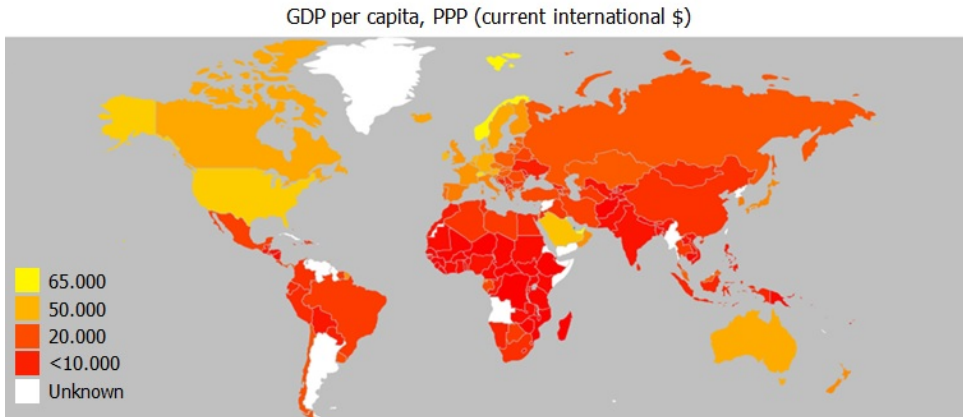 GDP per capita, PPP (current international $)
65.000
50.000
20.000
<10.000
Unknown